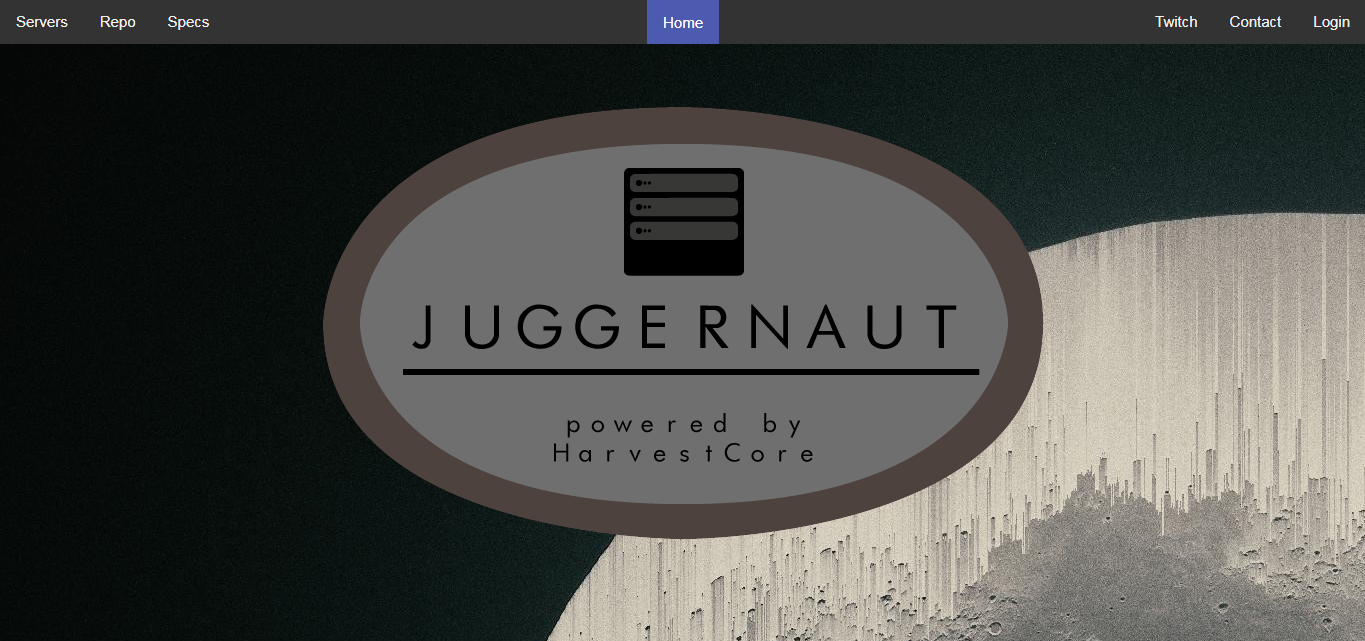 Servers Repo Specs Home Twitch Contact Login
JUGGERNAUT
powered by
HarvestCore